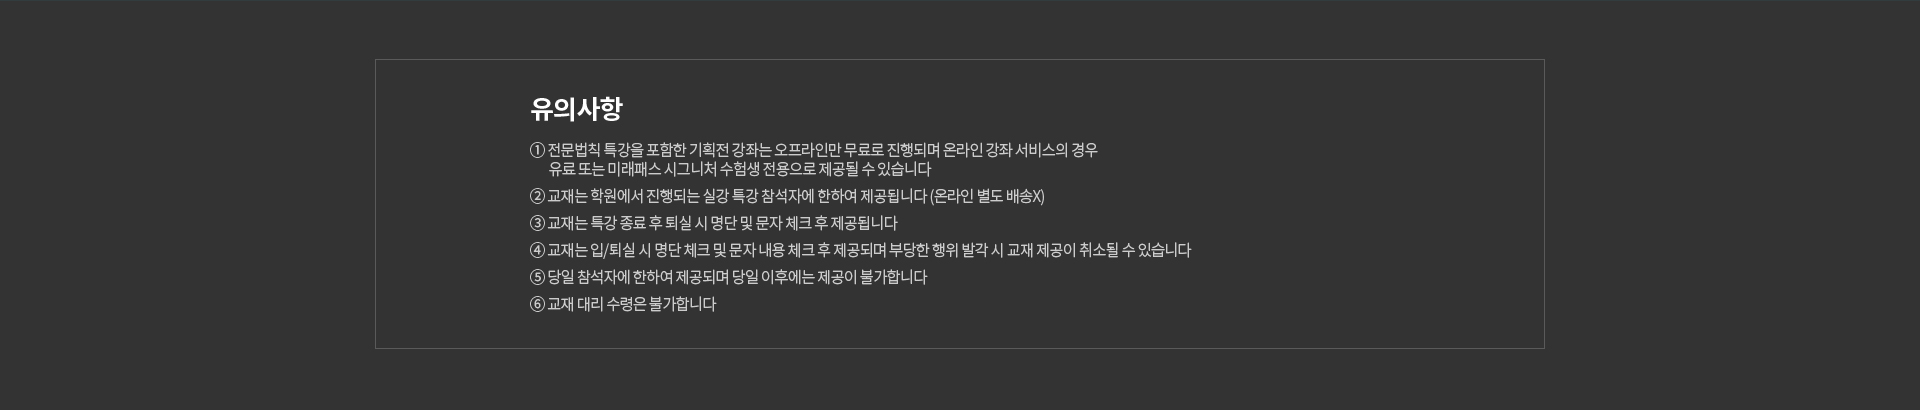 유의사항
① 전문법칙 특강을 포함한 기획전 강좌는 오프라인만 무료로 진행되며 온라인 강좌 서비스의 경우
유료 또는 미래패스 시그니처 수험생 전용으로 제공될 수 있습니다
② 교재는 학원에서 진행되는 실강 특강 참석자에 한하여 제공됩니다 (온라인 별도 배송X)
③ 교재는 특강 종료 후 퇴실 시 명단 및 문자 체크 후 제공됩니다
④ 교재는 입/퇴실 시 명단 체크 및 문자 내용 체크 후 제공되며 부당한 행위 발각 시 교재 제공이 취소될 수 있습니다
⑤ 당일 참석자에 한하여 제공되며 당일 이후에는 제공이 불가합니다
⑥ 교재 대리 수령은 불가합니다